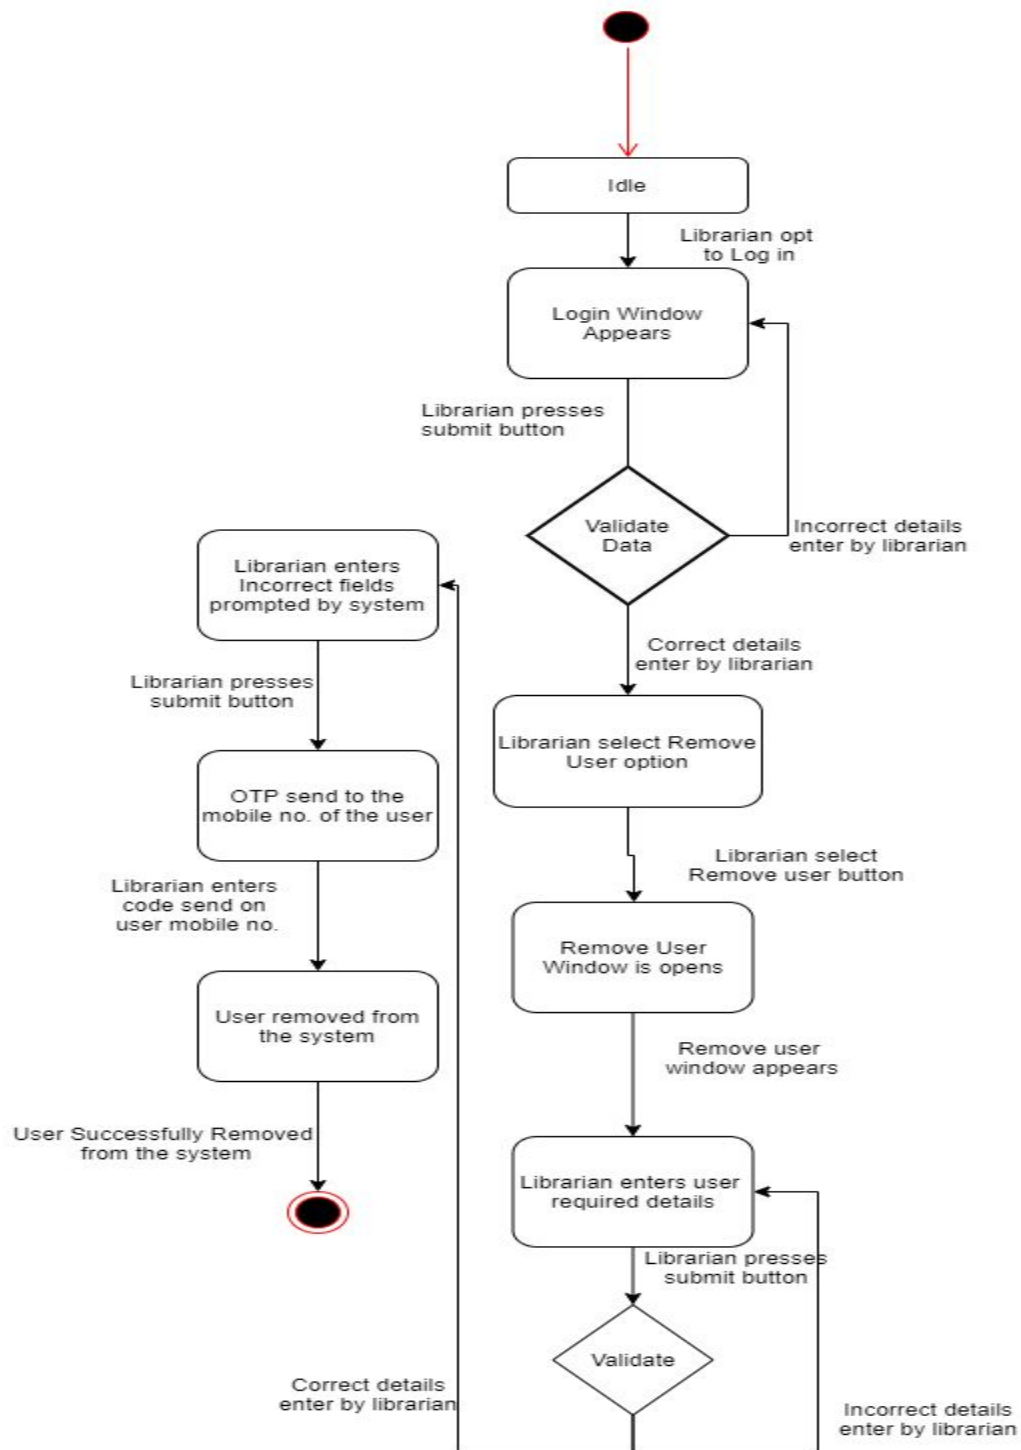 Idle
Librarian opt
to Log in
Login Window
Appears
Librarian presses
submit button
Validate
Data
Incorrect details
enter by librarian
Correct details
enter by librarian
Librarian select Remove
User option
Librarian select
Remove user button
Remove User
Window is opens
Remove user
window appears
Librarian enters user
required details
Librarian presses
submit button
Validate
Incorrect details
enter by librarian
Correct details
enter by librarian
Librarian enters
Incorrect fields
prompted by system
Librarian presses
submit button
OTP send to the
mobile no. of the user
Librarian enters
code send on
user mobile no.
User removed from
the system
User Successfully Removed
from the system